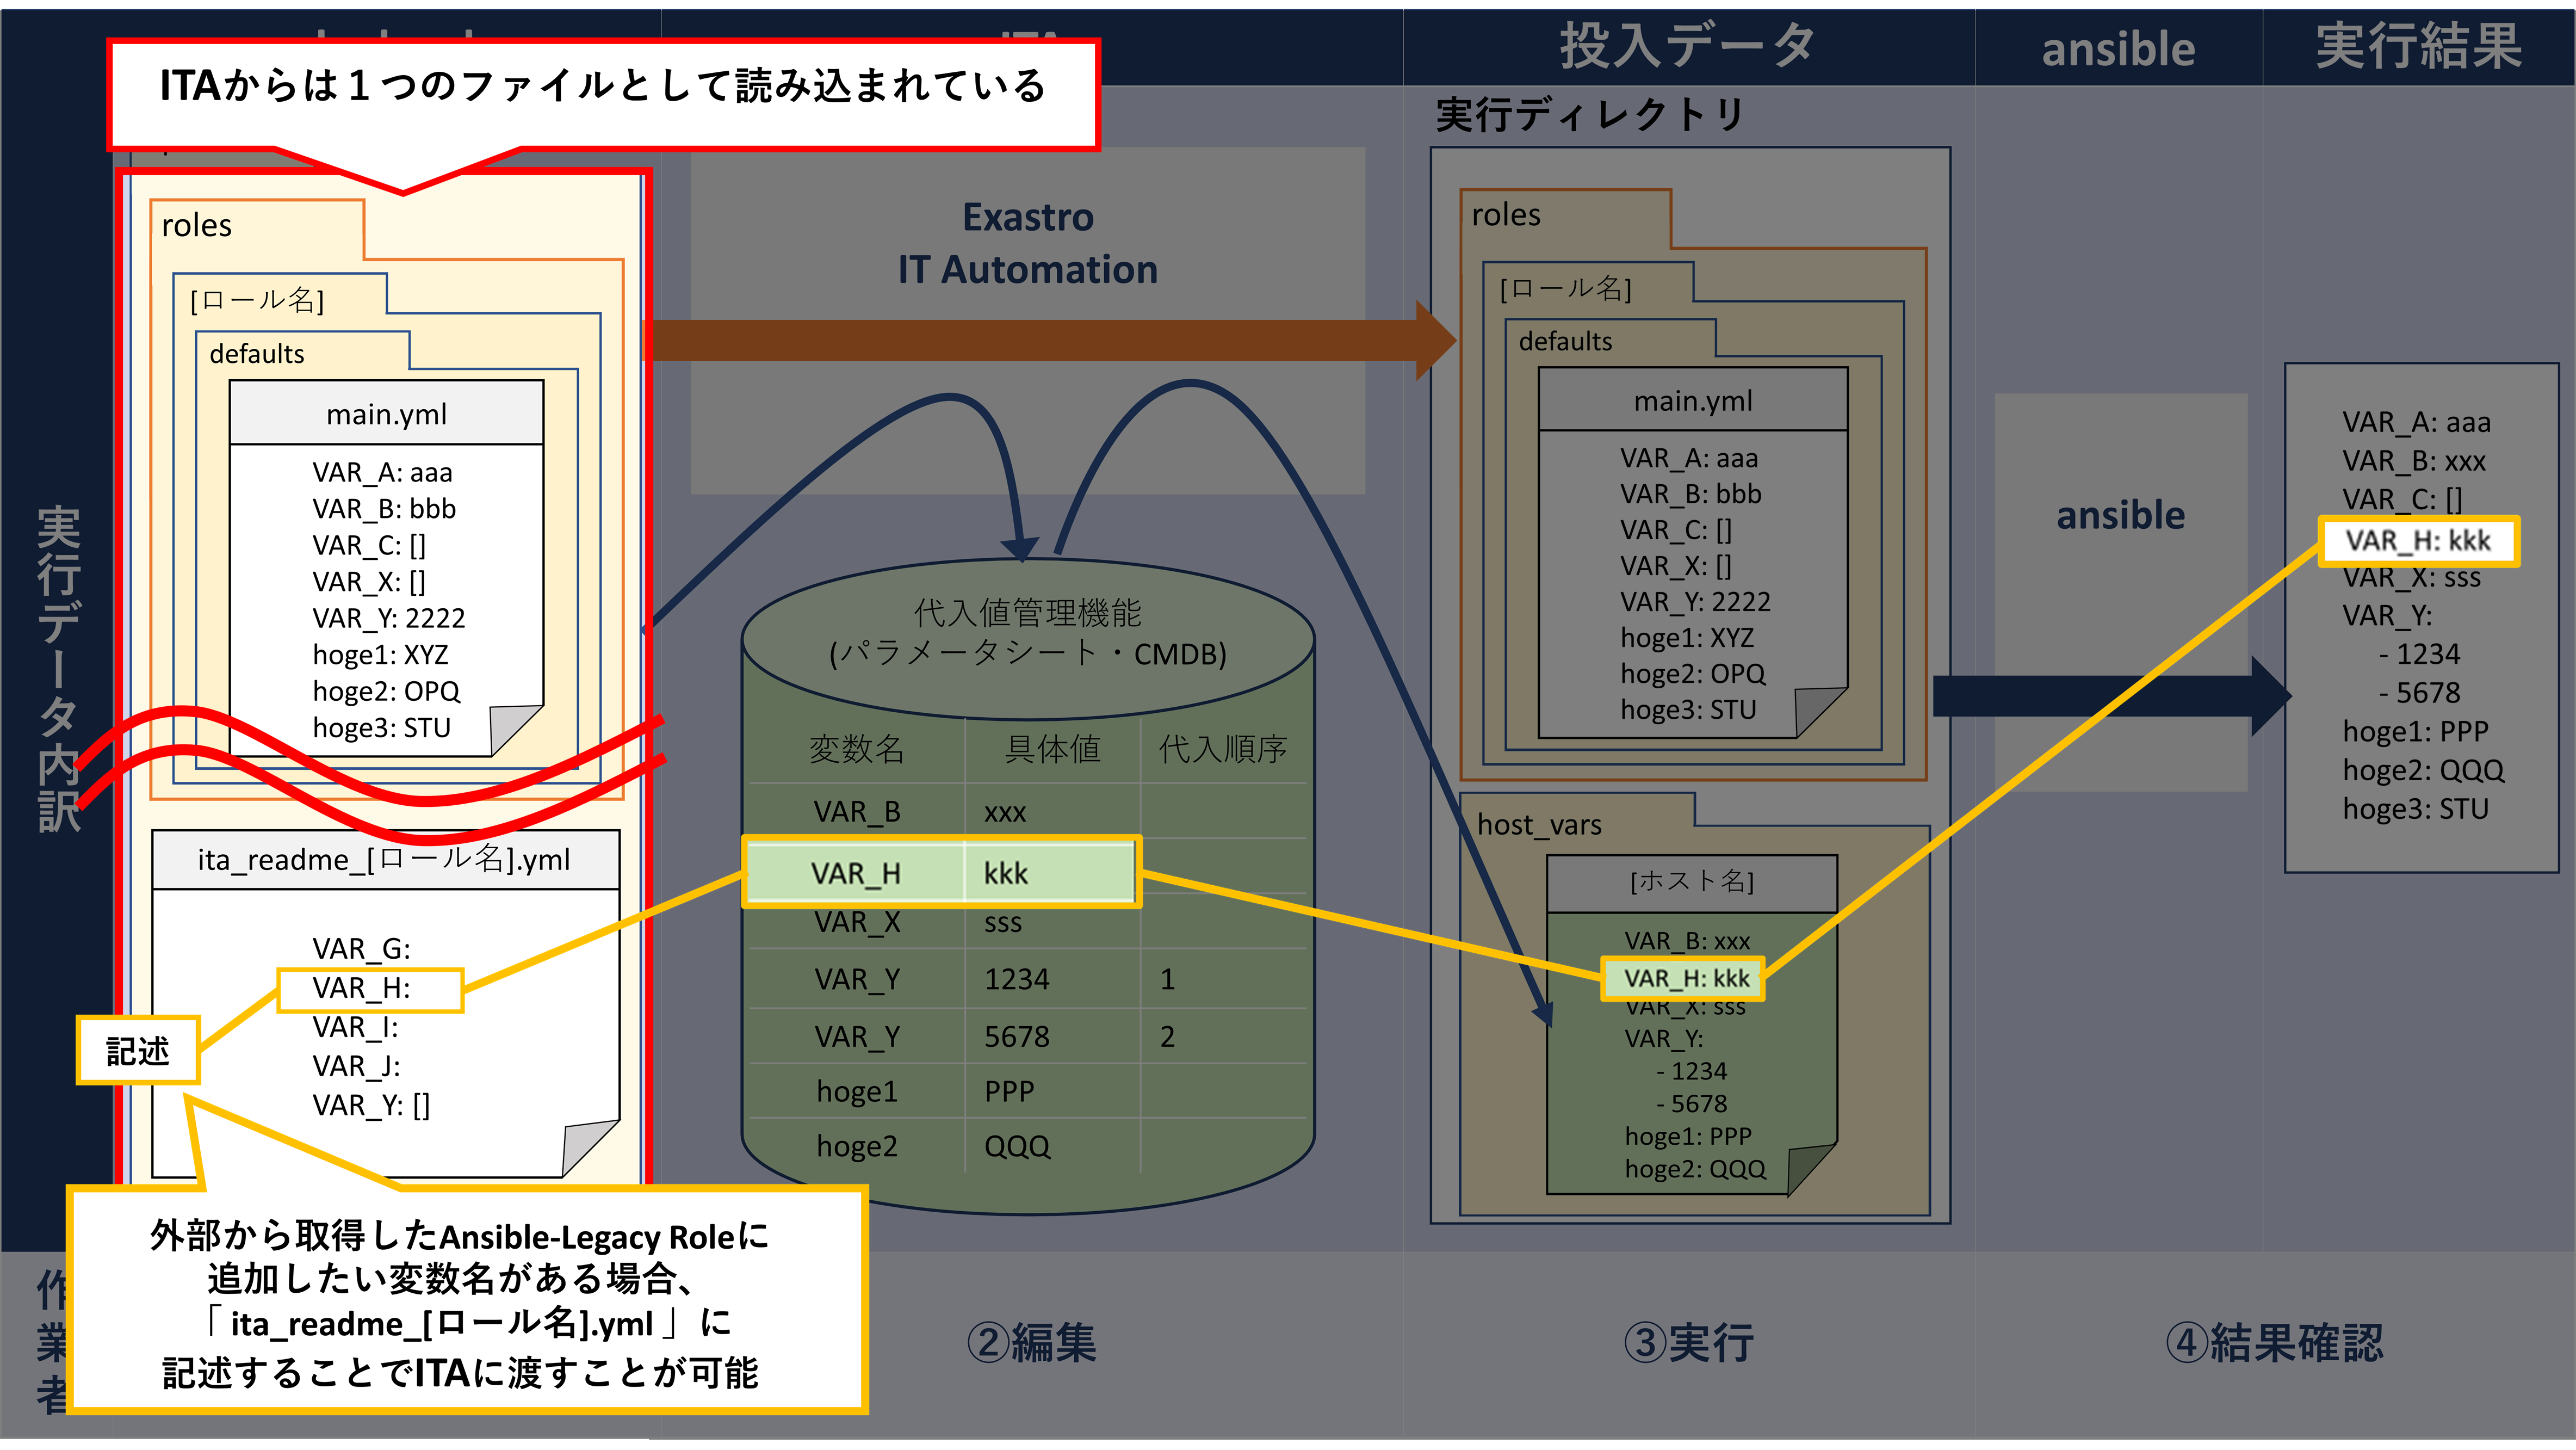 投入データ
ansible
実行結果
ITAからは１つのファイルとして読み込まれている
実行データ内訳
roles
[ロール名]
defaults
main.yml
VAR_A: aaa
VAR_B: bbb
VAR_C: []
VAR_X: []
VAR_Y: 2222
hoge1: XYZ
hoge2: OPQ
hoge3: STU
ita_readme_[ロール名].yml
VAR_G:
VAR_H:
VAR_I:
VAR_J:
VAR_Y: []
記述
外部から取得したAnsible-Legacy Roleに
追加したい変数名がある場合、
「 ita_readme_[ロール名].yml 」に
記述することでITAに渡すことが可能
Exastro
IT Automation
代入値管理機能
(パラメータシート・CMDB)
変数名 具体値 代入順序
VAR_B xxx
VAR_H kkk
VAR_X sss
VAR_Y 1234 1
VAR_Y 5678 2
hoge1 PPP
hoge2 QQQ
実行ディレクトリ
roles
[ロール名]
defaults
main.yml
VAR_A: aaa
VAR_B: bbb
VAR_C: []
VAR_X: []
VAR_Y: 2222
hoge1: XYZ
hoge2: OPQ
hoge3: STU
host_vars
[ホスト名]
VAR_B: xxx
VAR_H: kkk
VAR_X: sss
VAR_Y:
- 1234
- 5678
hoge1: PPP
hoge2: QQQ
ansible
VAR_A: aaa
VAR_B: xxx
VAR_C: []
VAR_H: kkk
VAR_X: sss
VAR_Y:
- 1234
- 5678
hoge1: PPP
hoge2: QQQ
hoge3: STU
作業者
②編集
③実行
④結果確認